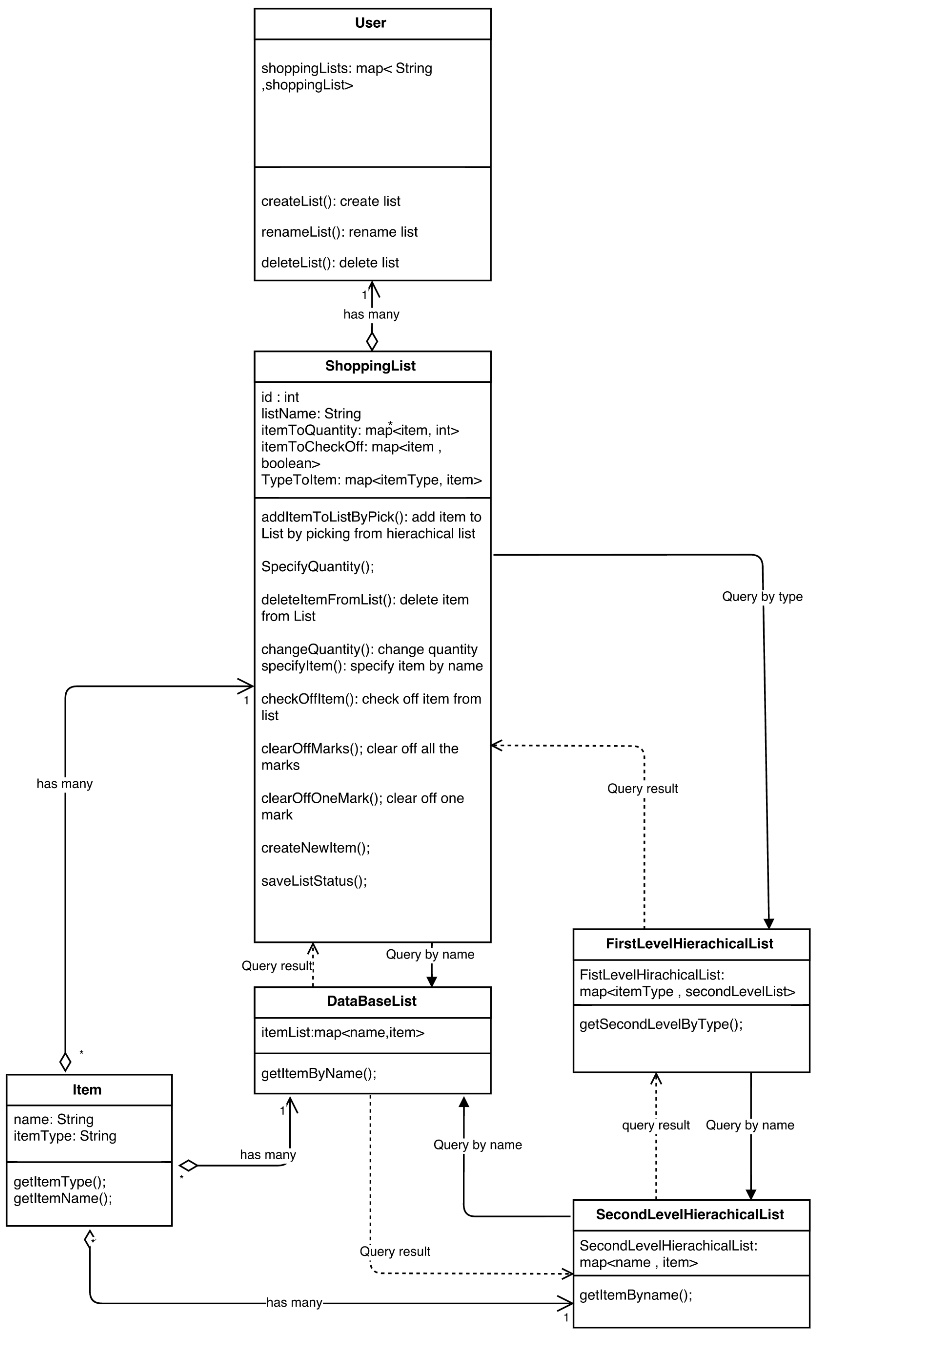 User
shoppingLists: map< String
,shoppingList>
createList(): create list
renameList(): rename list
deleteList(): delete list
1
has many
ShoppingList
id : int
listName: String
*
itemToQuantity: map<item, int>
itemToCheckOff: map<item ,
boolean>
TypeToItem: map<itemType, item>
addItemToListByPick(): add item to
List by picking from hierachical list
SpecifyQuantity();
deleteItemFromList(): delete item
from List
changeQuantity(): change quantity
specifyItem(): specify item by name
checkOffItem(): check off item from
list
clearOffMarks(); clear off all the
marks
clearOffOneMark(); clear off one
mark
createNewItem();
saveListStatus();
Query by type
1
has many
Query result
Query result
Query by name
FirstLevelHierachicalList
FistLevelHirachicalList:
map<itemType , secondLevelList>
getSecondLevelByType();
DataBaseList
itemList:map<name,item>
getItemByName();
*
Item
name: String
itemType: String
getItemType();
getItemName();
1
has many
*
Query by name
query result
Query by name
SecondLevelHierachicalList
SecondLevelHierachicalList:
map<name , item>
getItemByname();
Query result
*
has many
1